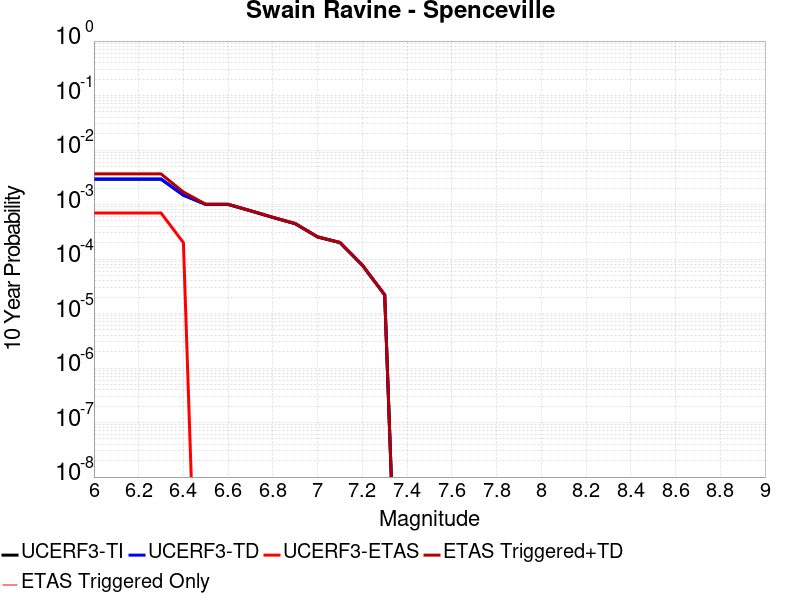 Swain Ravine - Spenceville
10^0
10^-1
10^-2
10^-3
10^-4
10^-5
10^-6
10^-7
10^-8
10 Year Probability
6 6.2 6.4 6.6 6.8 7 7.2 7.4 7.6 7.8 8 8.2 8.4 8.6 8.8 9
Magnitude
UCERF3-TI UCERF3-TD UCERF3-ETAS ETAS Triggered+TD
ETAS Triggered Only